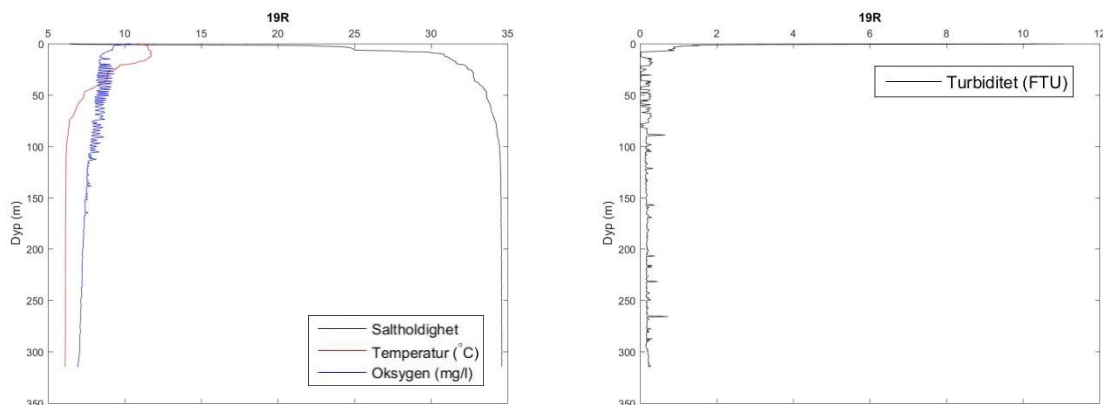 19R
5 10 15 20 25 30 35
0
50
100
150
200
250
300
350
Dyp (m)
Saltholdighet
Temperatur (°C)
Oksygen (mg/l)
19R
0 2 4 6 8 10 12
0
50
100
150
200
250
300
350
Dyp (m)
Turbiditet (FTU)